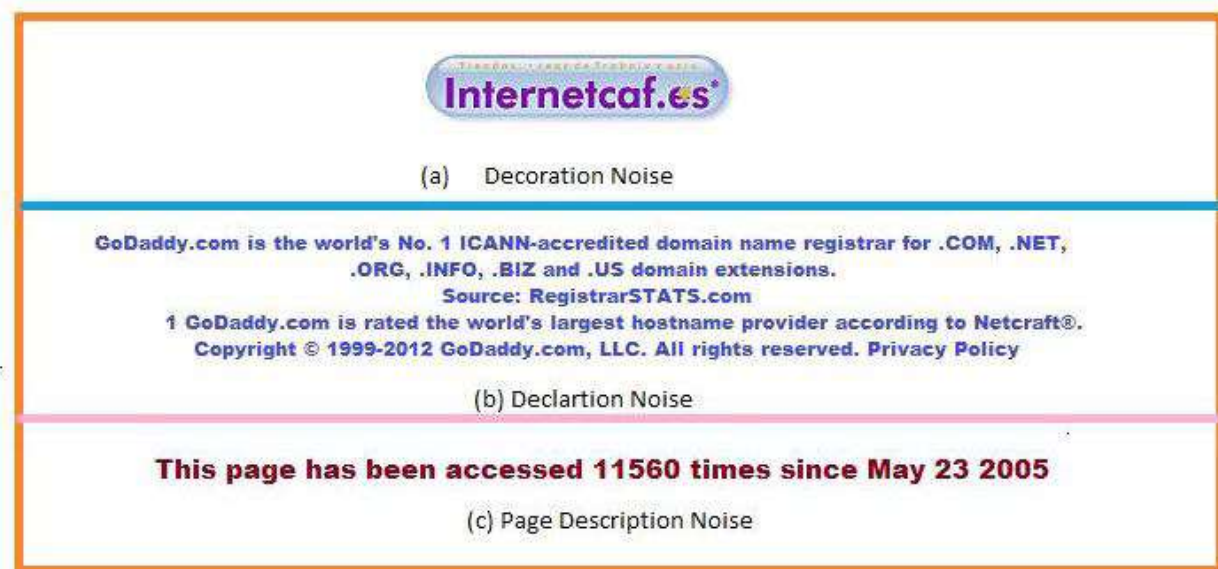 Internetcaf.es
(a) Decoration Noise
GoDaddy.com is the world's No. 1 ICANN-accredited domain name registrar for .COM, .NET,
.ORG, .INFO, .BIZ and .US domain extensions.
Source: RegistrarSTATS.com
1 GoDaddy.com is rated the world's largest hostname provider according to Netcraft®.
Copyright © 1999-2012 GoDaddy.com, LLC. All rights reserved. Privacy Policy
(b) Declartion Noise
This page has been accessed 11560 times since May 23 2005
(c) Page Description Noise